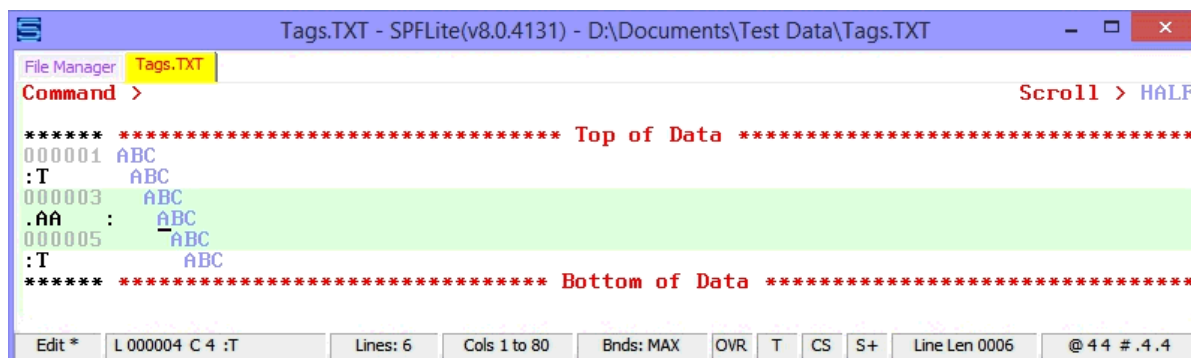 Tags.TXT - SPFLite(v8.0.4131) - D:\Documents\Test Data\Tags.TXT
File Manager Tags.TXT
Command > Scroll > HALF
****** ********************************* Top of Data **********************************
000001 ABC
:T ABC
000003 ABC
.AA : ABC
000005 ABC
:T ABC
****** ******************************** Bottom of Data ********************************
Edit * L 000004 C 4 :T Lines: 6 Cols 1 to 80 Bnds: MAX OVR T CS S+ Line Len 0006 @ 4 4 # . 4 . 4